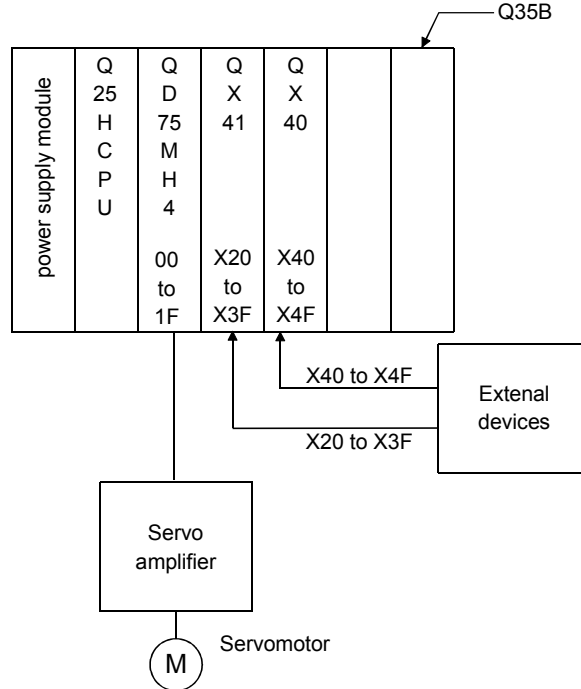 Q35B
power supply module
Q
25
H
C
P
U
Q
D
75
M
H
4
00
to
1F
Q
X
41
X20
to
X3F
Q
X
40
X40
to
X4F
X40 to X4F
X20 to X3F
Extenal
devices
Servo
amplifier
Servomotor
M